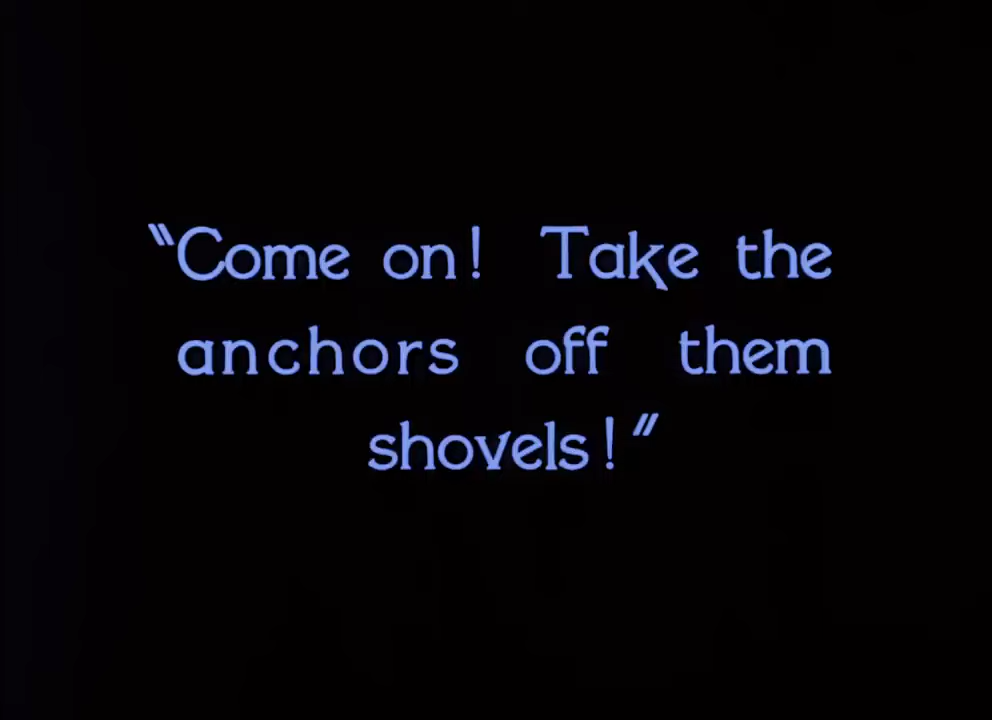 “Come on! Take the
anchors off them
shovels!”